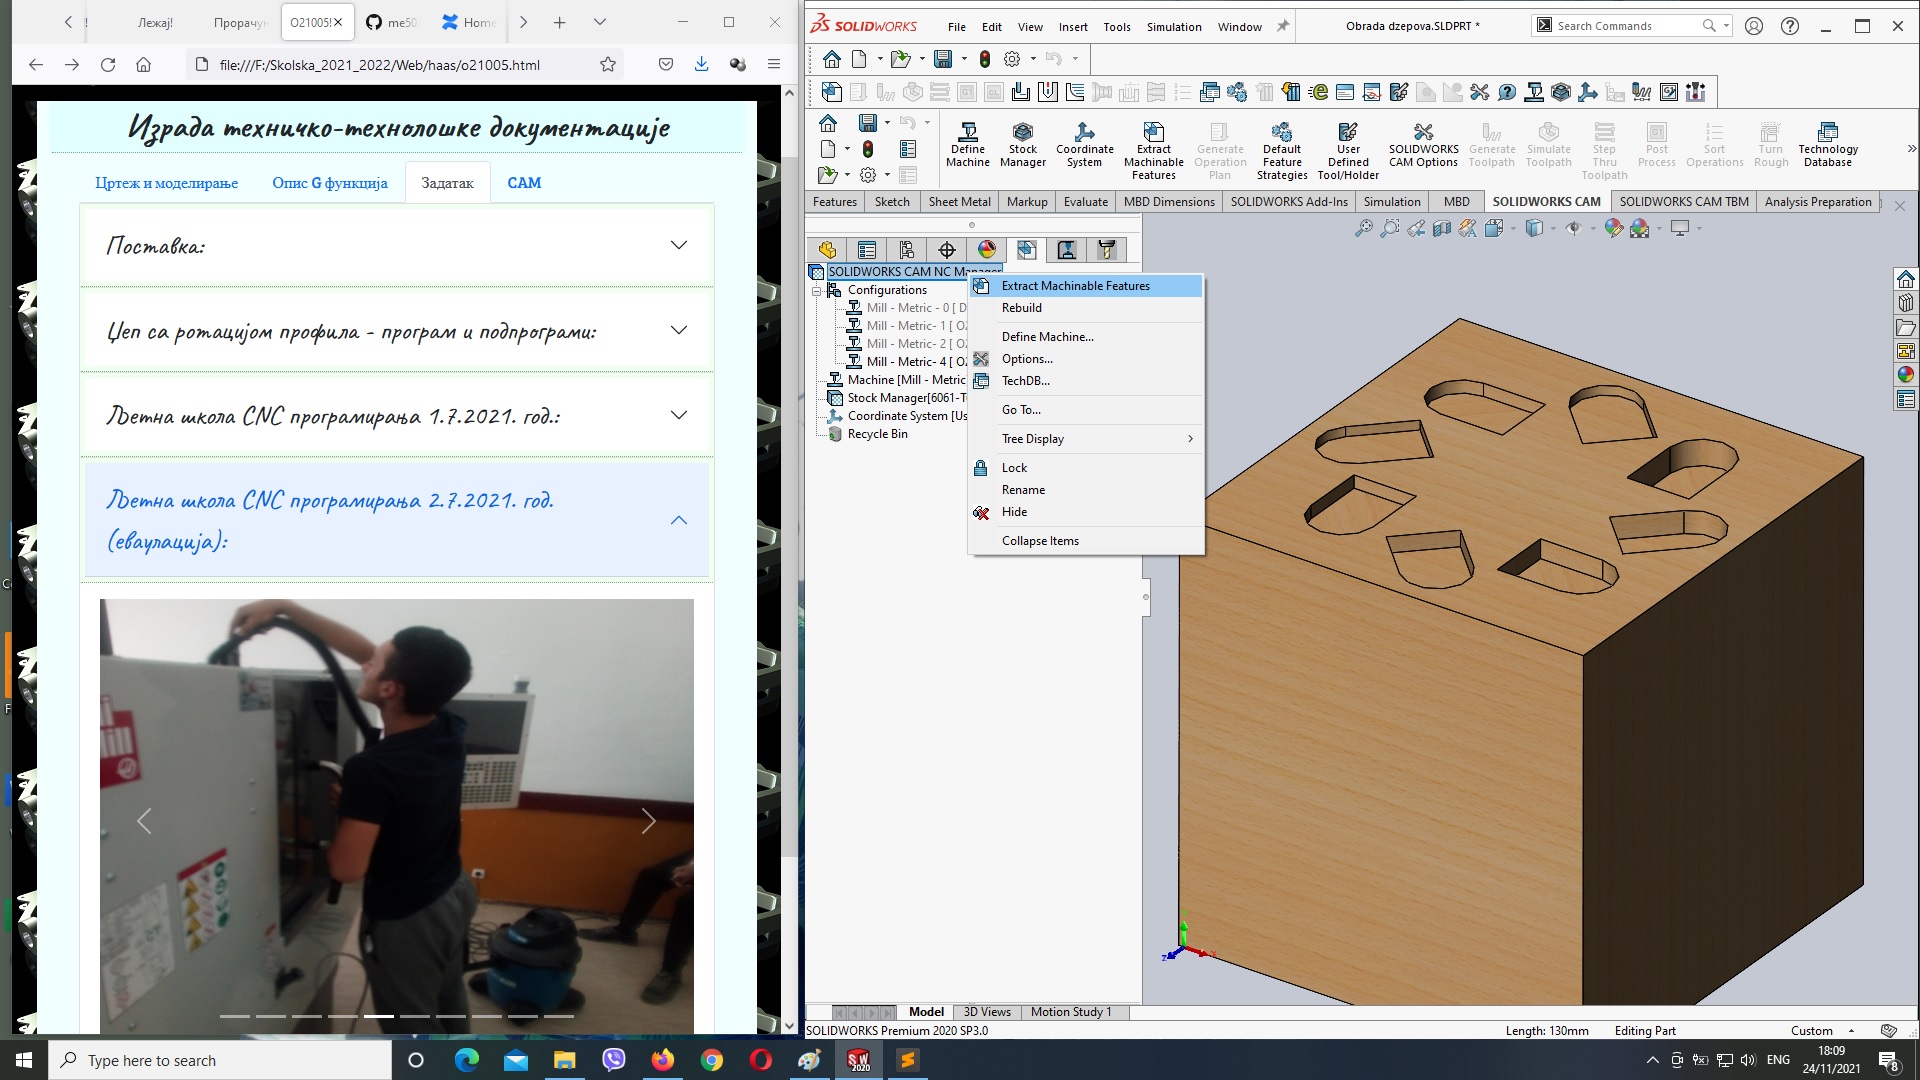 Лежај!
Прорачун
O21005!
me50
Home
file:///F:/Skolska_2021_2022/Web/haas/o21005.html
Израда техничко-технолошке документације
Цртеж и моделирање
Опис G функција
Задатак
CAM
Поставка:
Џеп са ротацијом профила - програм и подпрограми:
Љетна школа CNC програмирања 1.7.2021. год.:
Љетна школа CNC програмирања 2.7.2021. год.
(еваулација):
SOLIDWORKS
File
Edit
View
Insert
Tools
Simulation
Window
Obrada dzepova.SLDPRT *
Search Commands
Define Machine
Stock Manager
Coordinate System
Extract Machinable Features
Generate Operation Plan
Default Feature Strategies
User Defined Tool/Holder
SOLIDWORKS CAM Options
Generate Toolpath
Simulate Toolpath
Step Thru Toolpath
Post Process
Sort Operations
Turn Rough
Technology Database
Features
Sketch
Sheet Metal
Markup
Evaluate
MBD Dimensions
SOLIDWORKS Add-Ins
Simulation
MBD
SOLIDWORKS CAM
SOLIDWORKS CAM TBM
Analysis Preparation
SOLIDWORKS CAM NC Manager
Configurations
Mill - Metric - 0 [ D
Mill - Metric- 1 [ O2
Mill - Metric- 2 [ O2
Mill - Metric- 4 [ O2
Machine [Mill - Metric
Stock Manager[6061-T
Coordinate System [Us
Recycle Bin
Extract Machinable Features
Rebuild
Define Machine...
Options...
TechDB...
Go To...
Tree Display
Lock
Rename
Hide
Collapse Items
Model
3D Views
Motion Study 1
SOLIDWORKS Premium 2020 SP3.0
Length: 130mm
Editing Part
Custom
Type here to search
ENG
18:09
24/11/2021
8